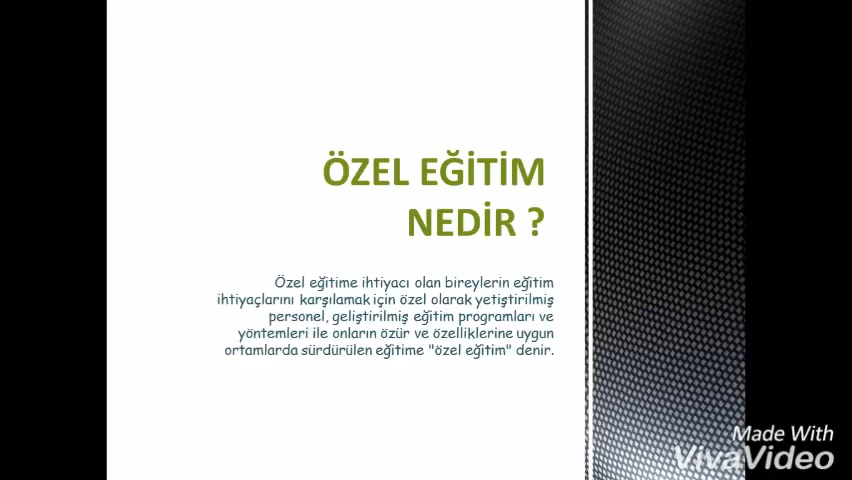 ÖZEL EĞİTİM
NEDİR ?
Özel eğitime ihtiyacı olan bireylerin eğitim
ihtiyaçlarını karşılamak için özel olarak yetiştirilmiş
personel, geliştirilmiş eğitim programları ve
yöntemleri ile onların özür ve özelliklerine uygun
ortamlarda sürdürülen eğitime "özel eğitim" denir.
Made With
VivaVideo